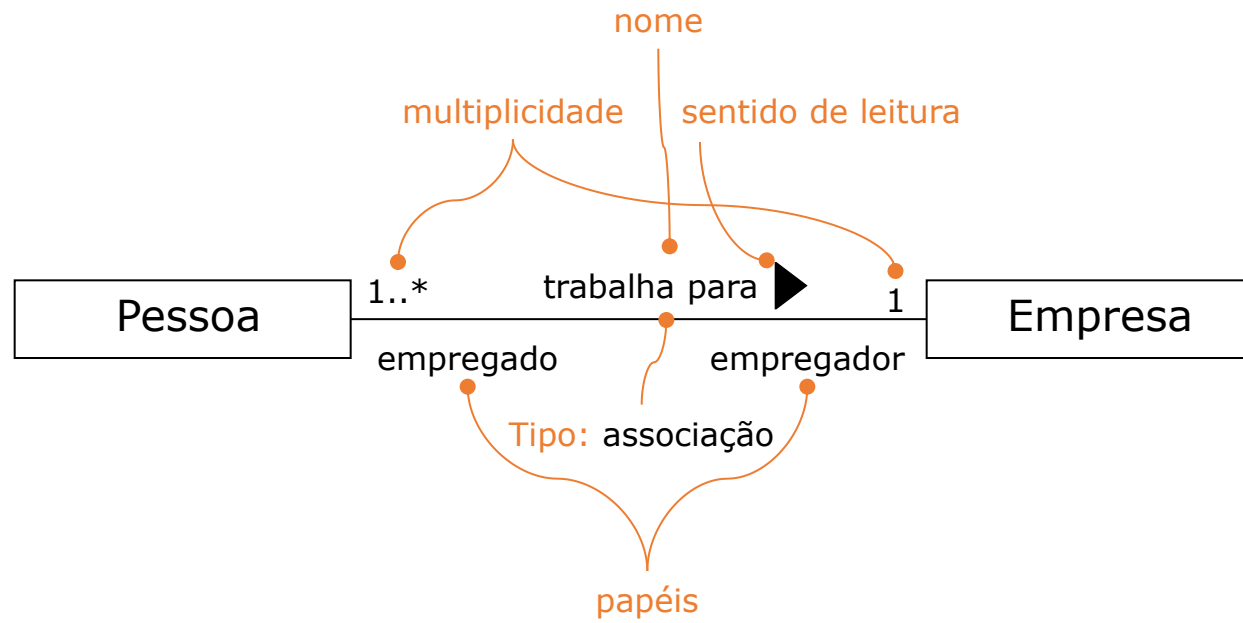 nome
multiplicidade
sentido de leitura
1..*
trabalha para
1
Pessoa
Empresa
empregado
empregador
Tipo: associação
papéis